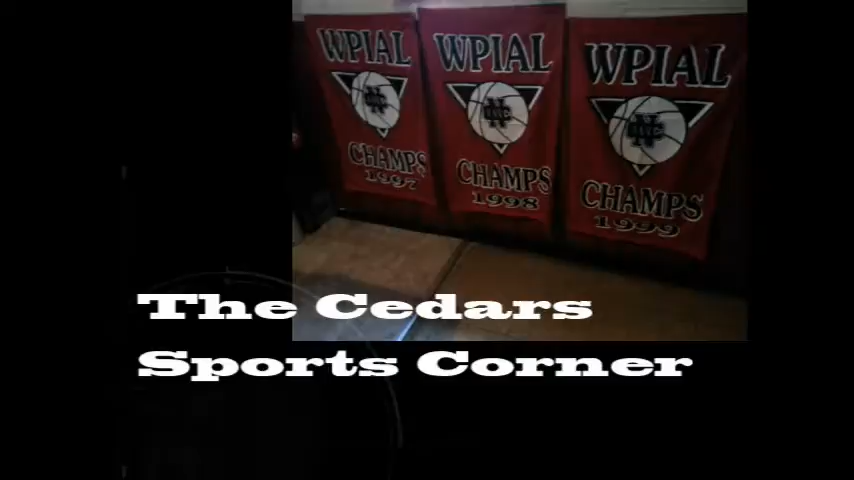 WPIAL
CHAMPS
1997
WPIAL
CHAMPS
1998
WPIAL
CHAMPS
1999
The Cedars
Sports Corner